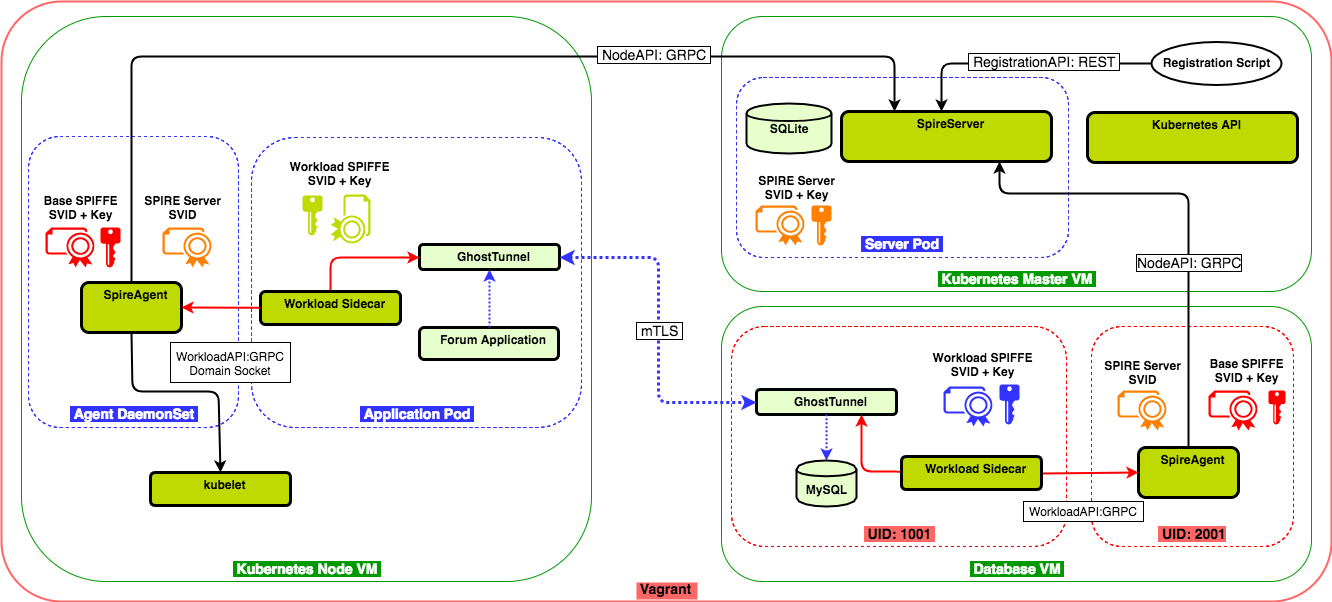 NodeAPI: GRPC
RegistrationAPI: REST
Registration Script
SQLite
SpireServer
Kubernetes API
SPIRE Server
SVID + Key
Server Pod
Kubernetes Master VM
Workload SPIFFE
SVID + Key
Base SPIFFE
SVID + Key
SPIRE Server
SVID
GhostTunnel
SpireAgent
Workload Sidecar
Forum Application
WorkloadAPI:GRPC
Domain Socket
Agent DaemonSet
Application Pod
kubelet
Kubernetes Node VM
mTLS
NodeAPI: GRPC
Workload SPIFFE
SVID + Key
SPIRE Server
SVID
Base SPIFFE
SVID + Key
GhostTunnel
SpireAgent
Workload Sidecar
MySQL
WorkloadAPI:GRPC
UID: 1001
UID: 2001
Database VM
Vagrant